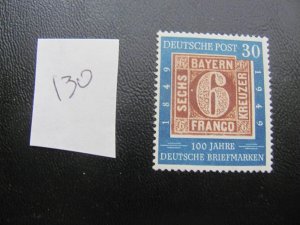 130
DEUTSCHE POST 30
1849
BAYERN
SECHS
6
KREUZER
FRANCO
1949
100 JAHRE
DEUTSCHE BRIEFMARKEN